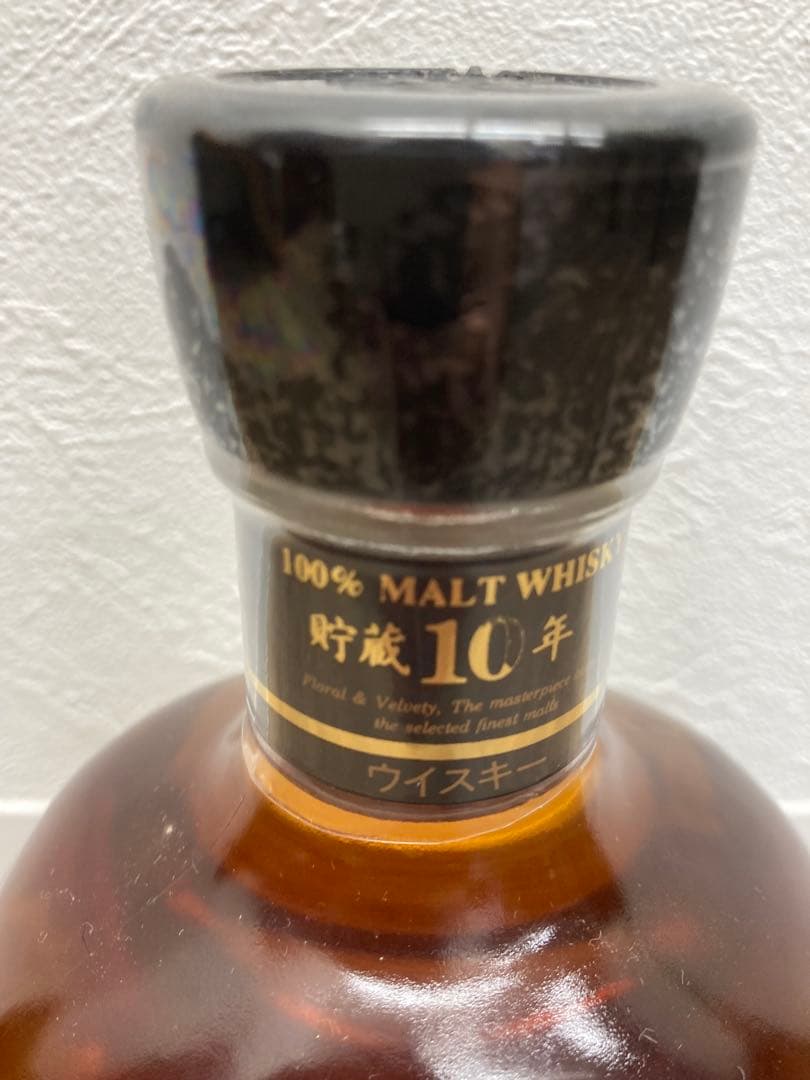 100% MALT WHISKY
貯蔵10年
Floral & Velvety, The masterpiece
the selected finest malts
ウイスキー